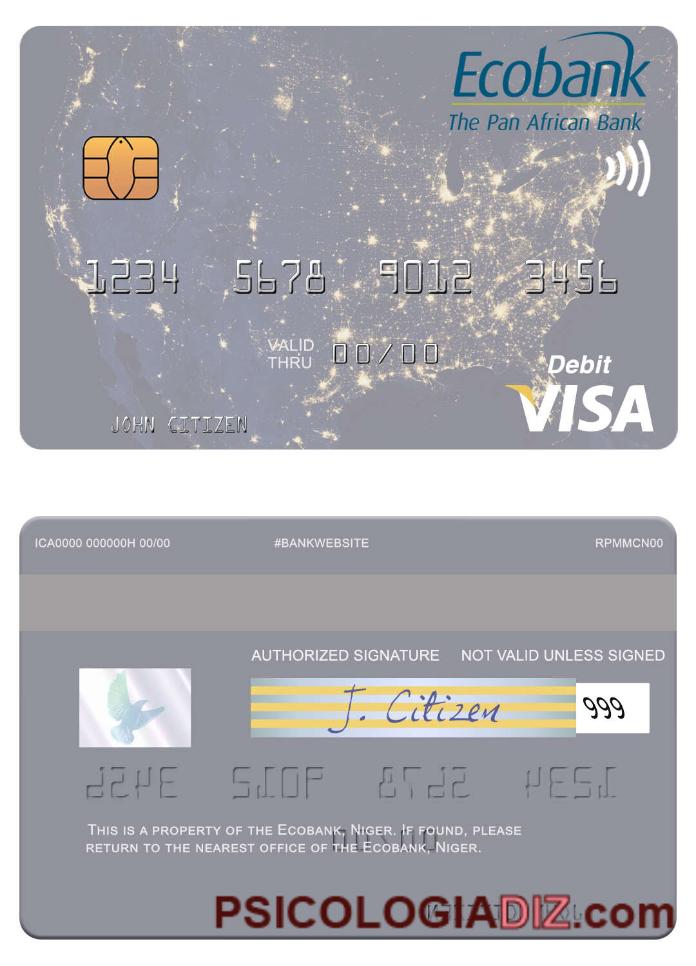 Ecobank
The Pan African Bank
1234 5678 9012 3456
VALID THRU 00/00
Debit
VISA
JOHN CITIZEN
ICA0000 000000H 00/00 #BANKWEBSITE RPMMCN00
AUTHORIZED SIGNATURE NOT VALID UNLESS SIGNED
J. Citizen 999
THIS IS A PROPERTY OF THE ECOBANK, NIGER. IF FOUND, PLEASE
RETURN TO THE NEAREST OFFICE OF THE ECOBANK, NIGER.
PSICOLOGIADIZ.com